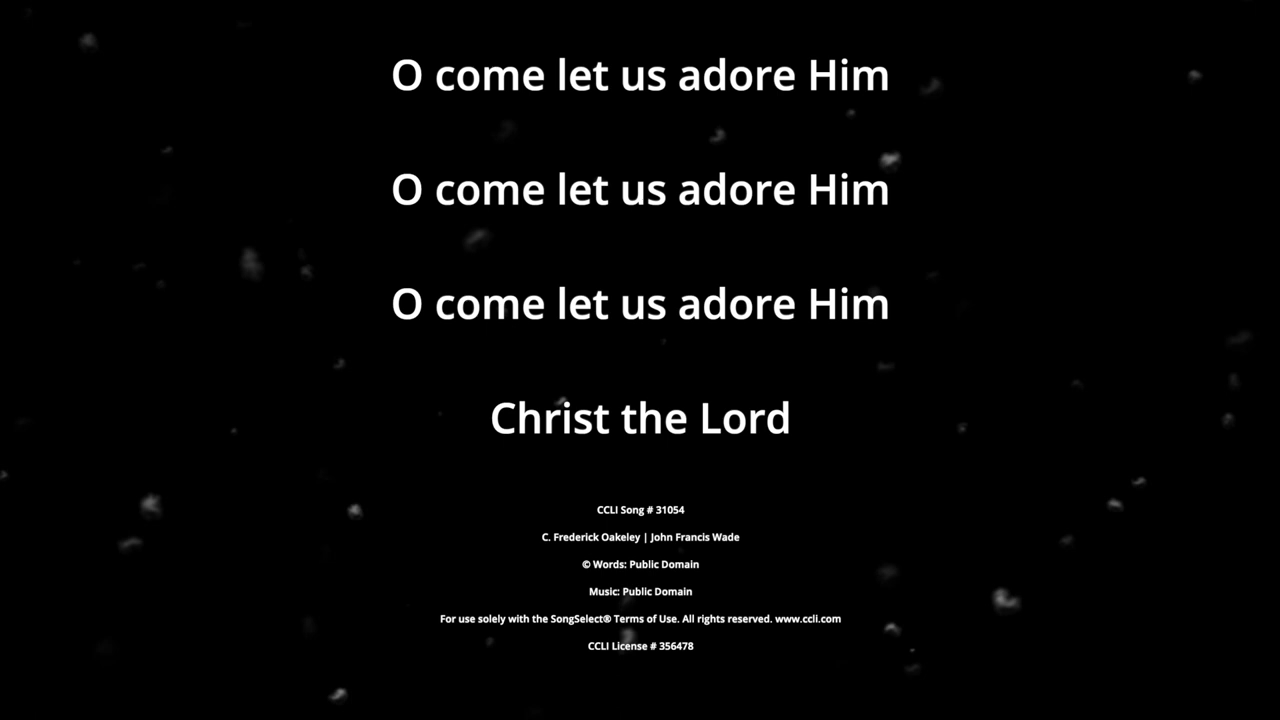 O come let us adore Him
O come let us adore Him
O come let us adore Him
Christ the Lord
CCLI Song # 31054
C. Frederick Oakeley | John Francis Wade
© Words: Public Domain
Music: Public Domain
For use solely with the SongSelect® Terms of Use. All rights reserved. www.ccli.com
CCLI License # 356478